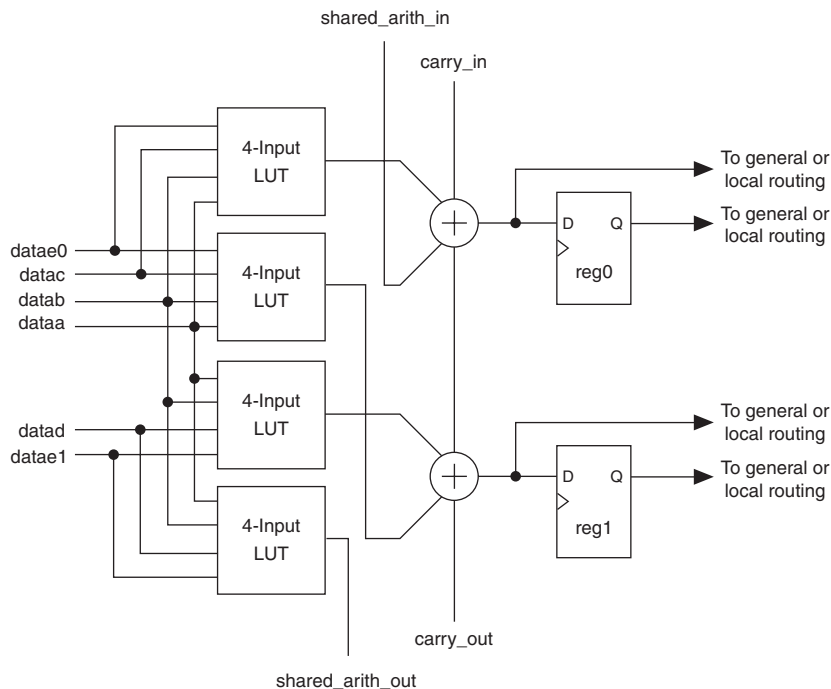 shared_arith_in
carry_in
4-Input
LUT
To general or
local routing
D Q
reg0
To general or
local routing
datae0
datac
datab
dataa
4-Input
LUT
4-Input
LUT
datad
datae1
To general or
local routing
D Q
reg1
To general or
local routing
4-Input
LUT
carry_out
shared_arith_out